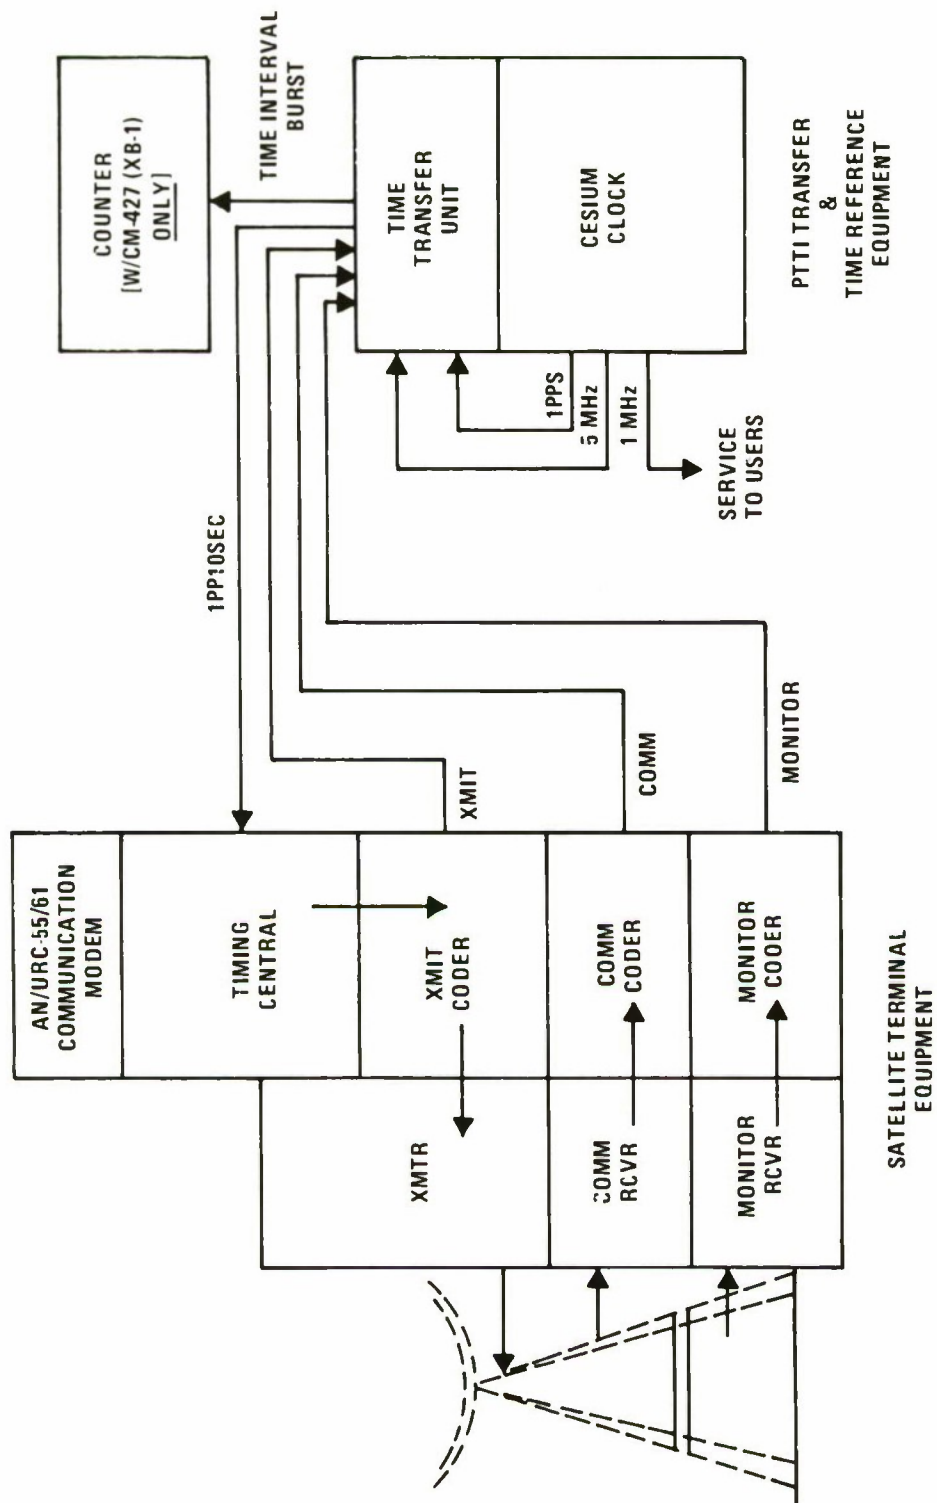 AN/URC-55/61
COMMUNICATION
MODEM
TIMING
CENTRAL
XMIT
CODER
COMM
CODER
MONITOR
CODER
XMTR
COMM
RCVR
MONITOR
RCVR
SATELLITE TERMINAL
EQUIPMENT
1PP10SEC
XMIT
COMM
MONITOR
COUNTER
[W/CM-427 (XB-1)
ONLY]
TIME INTERVAL
BURST
TIME
TRANSFER
UNIT
CESIUM
CLOCK
1PPS
5 MHz
1 MHz
SERVICE
TO USERS
PTTI TRANSFER
&
TIME REFERENCE
EQUIPMENT